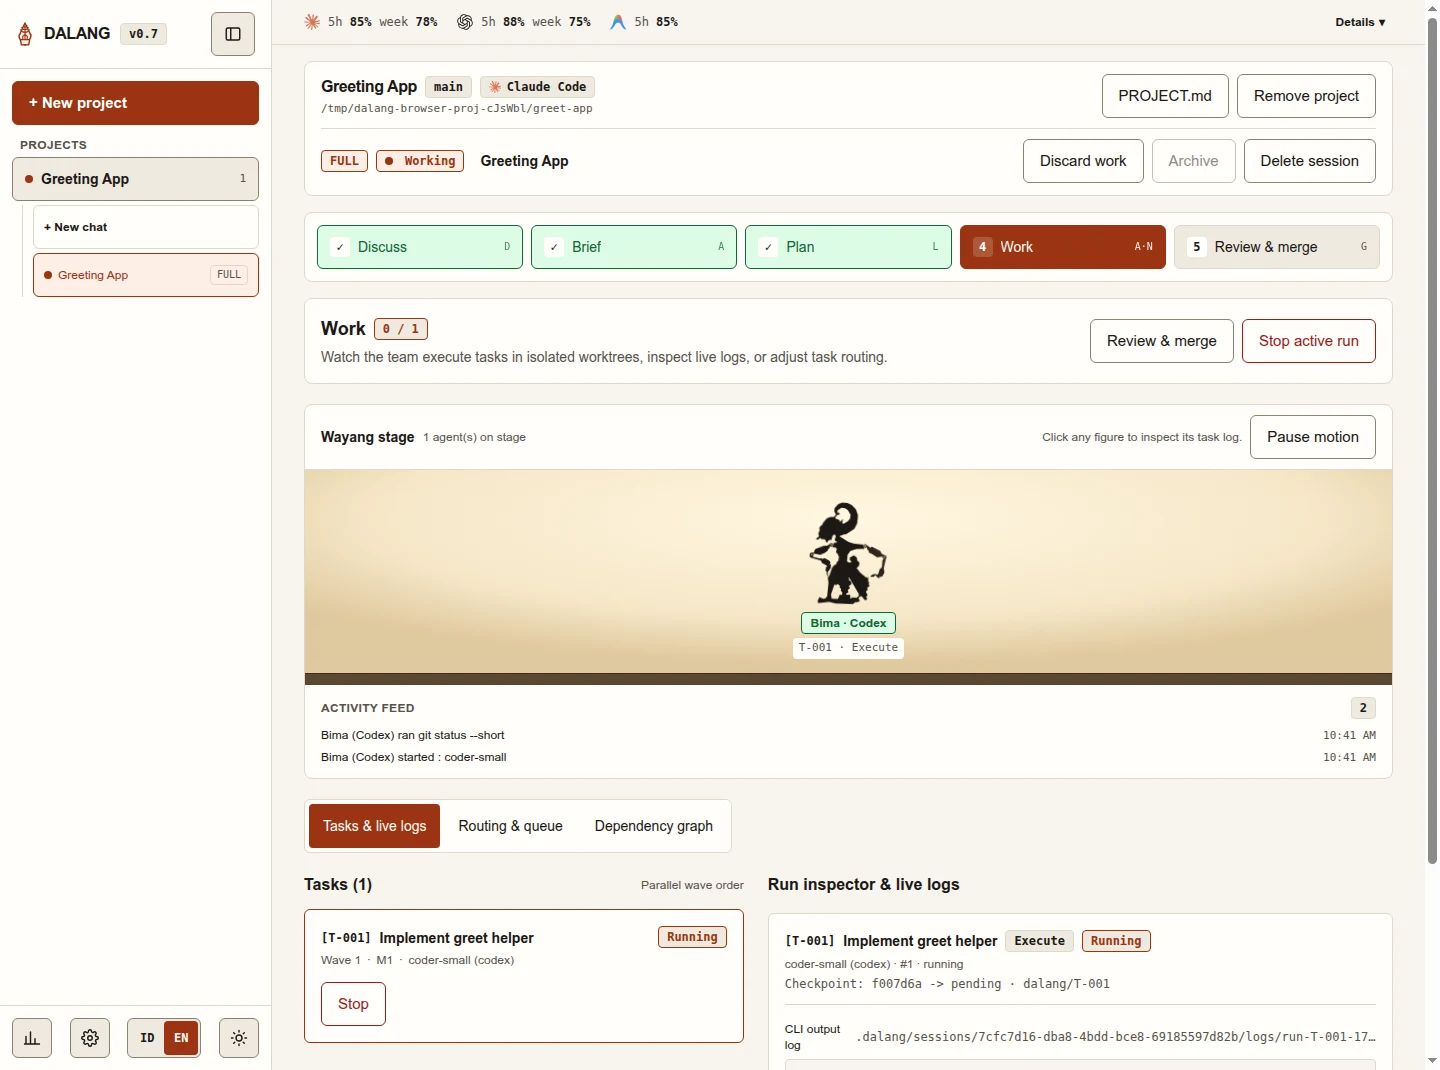 DALANG v0.7
+ New project
PROJECTS
Greeting App 1
+ New chat
Greeting App FULL
ID EN
5h 85% week 78% 5h 88% week 75% 5h 85% Details ▾
Greeting App main Claude Code
/tmp/dalang-browser-proj-cJsWbl/greet-app
PROJECT.md Remove project
FULL Working Greeting App
Discard work Archive Delete session
✓ Discuss D ✓ Brief A ✓ Plan L 4 Work A·N 5 Review & merge G
Work 0 / 1
Watch the team execute tasks in isolated worktrees, inspect live logs, or adjust task routing.
Review & merge Stop active run
Wayang stage 1 agent(s) on stage
Click any figure to inspect its task log. Pause motion
Bima · Codex
T-001 · Execute
ACTIVITY FEED 2
Bima (Codex) ran git status --short 10:41 AM
Bima (Codex) started : coder-small 10:41 AM
Tasks & live logs Routing & queue Dependency graph
Tasks (1) Parallel wave order
[T-001] Implement greet helper Running
Wave 1 · M1 · coder-small (codex)
Stop
Run inspector & live logs
[T-001] Implement greet helper Execute Running
coder-small (codex) · #1 · running
Checkpoint: f007d6a -> pending · dalang/T-001
CLI output log .dalang/sessions/7cfc7d16-dba8-4bdd-bce8-69185597d82b/logs/run-T-001-17…